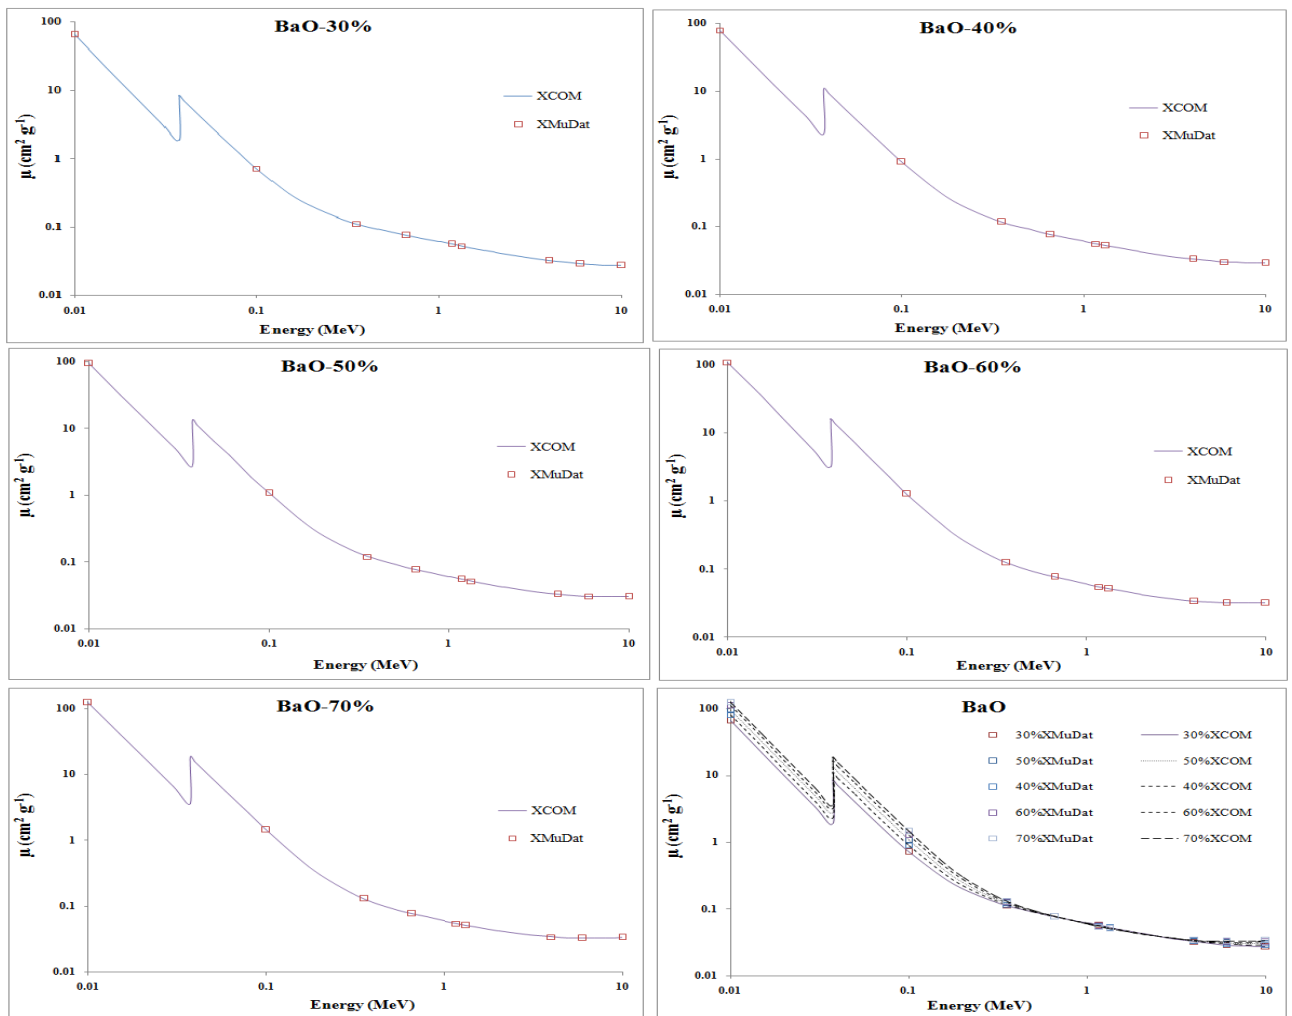 BaO-30%
100
10
1
0.1
0.01
μ (cm² g⁻¹)
XCOM
XMuDat
0.01 0.1 1 10
Energy (MeV)
BaO-40%
100
10
1
0.1
0.01
μ (cm² g⁻¹)
XCOM
XMuDat
0.01 0.1 1 10
Energy (MeV)
BaO-50%
100
10
1
0.1
0.01
μ (cm² g⁻¹)
XCOM
XMuDat
0.01 0.1 1 10
Energy (MeV)
BaO-60%
100
10
1
0.1
0.01
μ (cm² g⁻¹)
XCOM
XMuDat
0.01 0.1 1 10
Energy (MeV)
BaO-70%
100
10
1
0.1
0.01
μ (cm² g⁻¹)
XCOM
XMuDat
0.01 0.1 1 10
Energy (MeV)
BaO
100
10
1
0.1
0.01
μ (cm² g⁻¹)
30%XMuDat 30%XCOM
50%XMuDat 50%XCOM
40%XMuDat 40%XCOM
60%XMuDat 60%XCOM
70%XMuDat 70%XCOM
0.01 0.1 1 10
Energy (MeV)